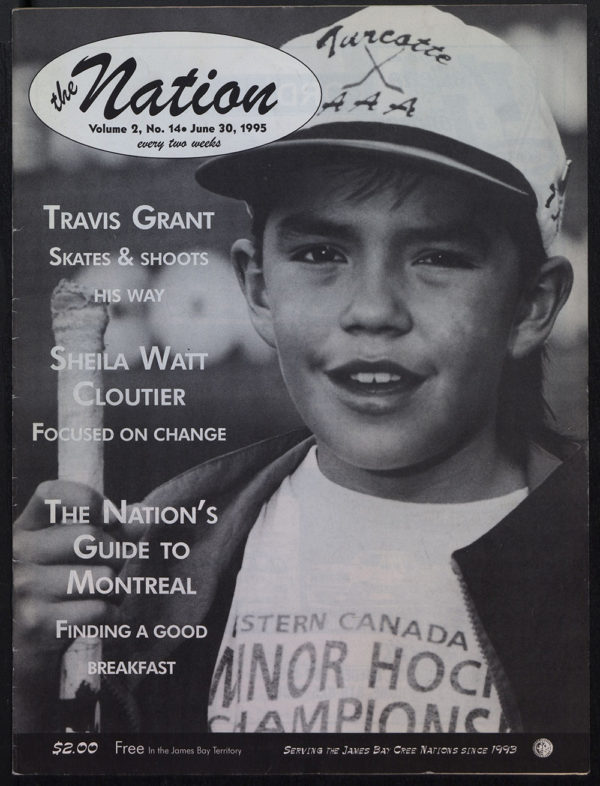 the Nation
Volume 2, No. 14• June 30, 1995
every two weeks
Turcotte
AAA
TRAVIS GRANT
SKATES & SHOOTS
HIS WAY
SHEILA WATT
CLOUTIER
FOCUSED ON CHANGE
THE NATION'S
GUIDE TO
MONTREAL
FINDING A GOOD
BREAKFAST
STERN CANADA
MINOR HOCK
CHAMPIONS
$2.00 Free In the James Bay Territory SERVING THE JAMES BAY CREE NATIONS SINCE 1993